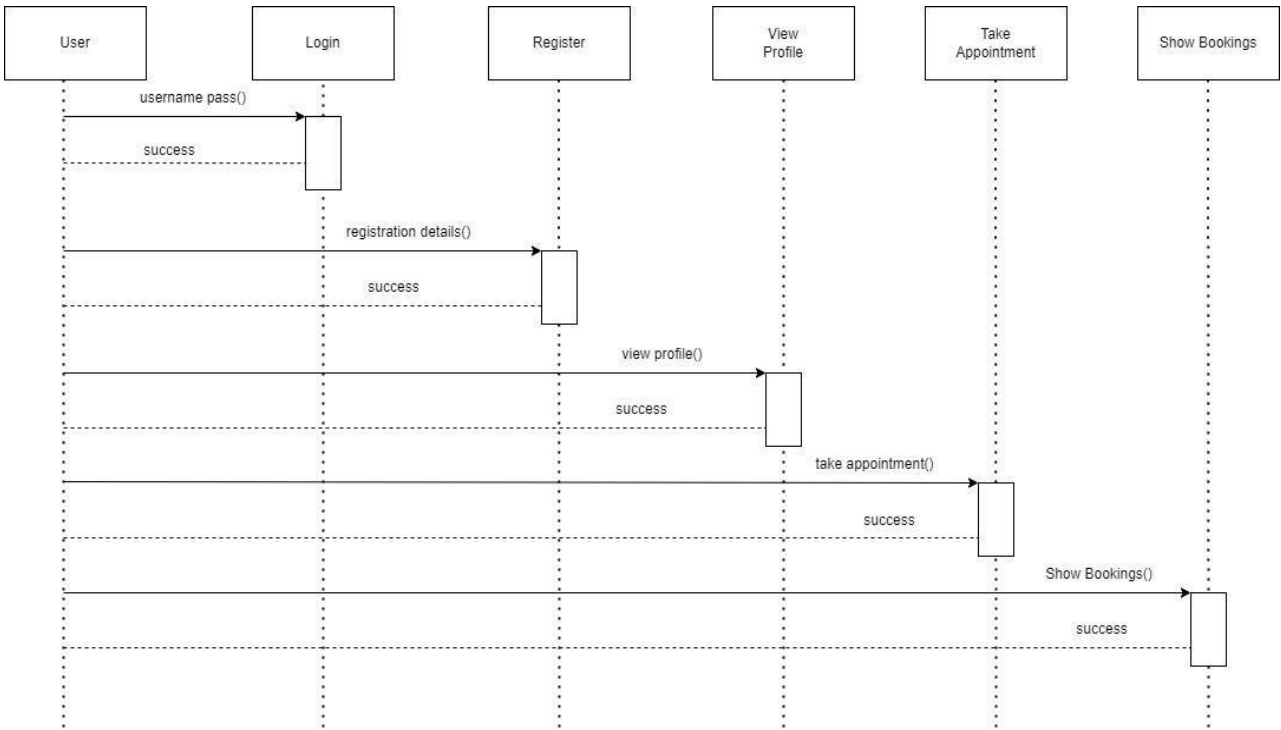 User
Login
Register
View
Profile
Take
Appointment
Show Bookings
username pass()
success
registration details()
success
view profile()
success
take appointment()
success
Show Bookings()
success